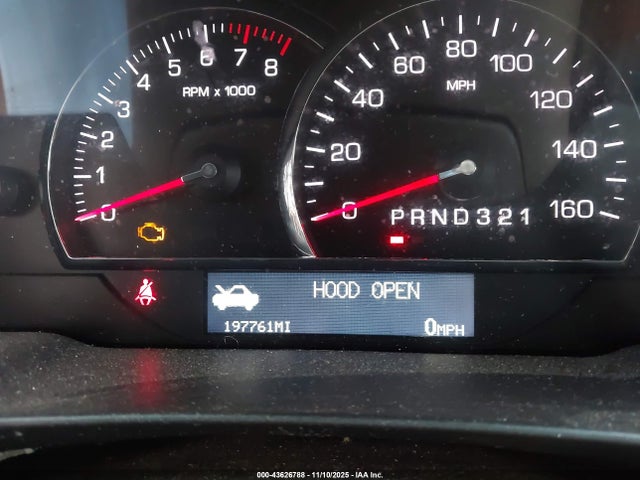 0 1 2 3 4 5 6 7 8
RPM x 1000
0 20 40 60 80 100 120 140 160
MPH
PRND321
HOOD OPEN
197761MI 0MPH
000-43626788 - 11/10/2025 - IAA Inc.